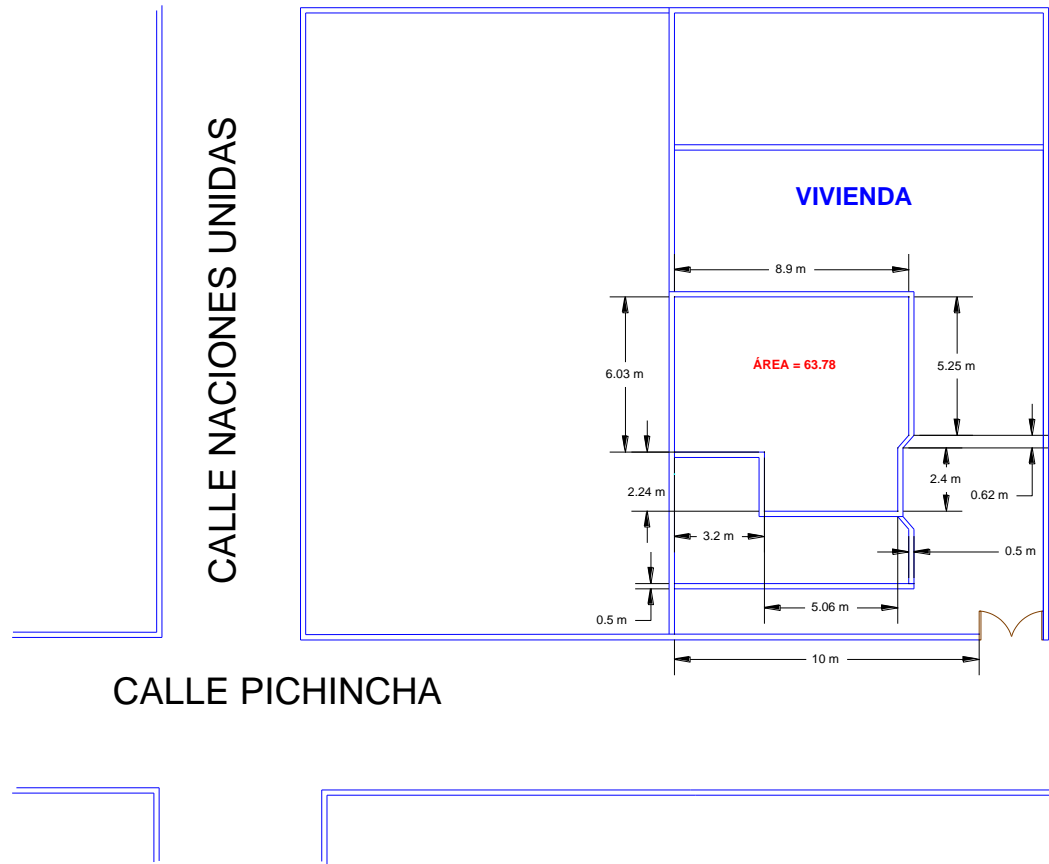 CALLE NACIONES UNIDAS
VIVIENDA
8.9 m
ÁREA = 63.78
6.03 m
5.25 m
2.4 m
2.24 m
0.62 m
3.2 m
0.5 m
5.06 m
0.5 m
10 m
CALLE PICHINCHA